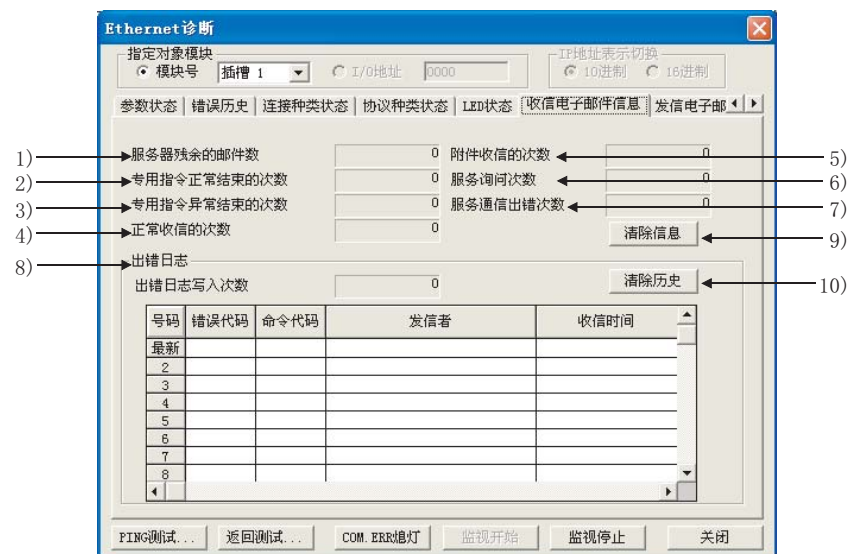 Ethernet诊断
指定对象模块
模块号 插槽 1 I/O地址 0000
IP地址表示切换
10进制 16进制
参数状态 错误历史 连接种类状态 协议种类状态 LED状态 收信电子邮件信息 发信电子邮
1) 服务器残余的邮件数 0 附件收信的次数 0 5)
2) 专用指令正常结束的次数 0 服务询问次数 0 6)
3) 专用指令异常结束的次数 0 服务通信出错次数 0 7)
4) 正常收信的次数 0 清除信息 9)
8) 出错日志
出错日志写入次数 0 清除历史 10)
号码 错误代码 命令代码 发信者 收信时间
最新
2
3
4
5
6
7
8
PING测试... 返回测试... COM. ERR熄灯 监视开始 监视停止 关闭